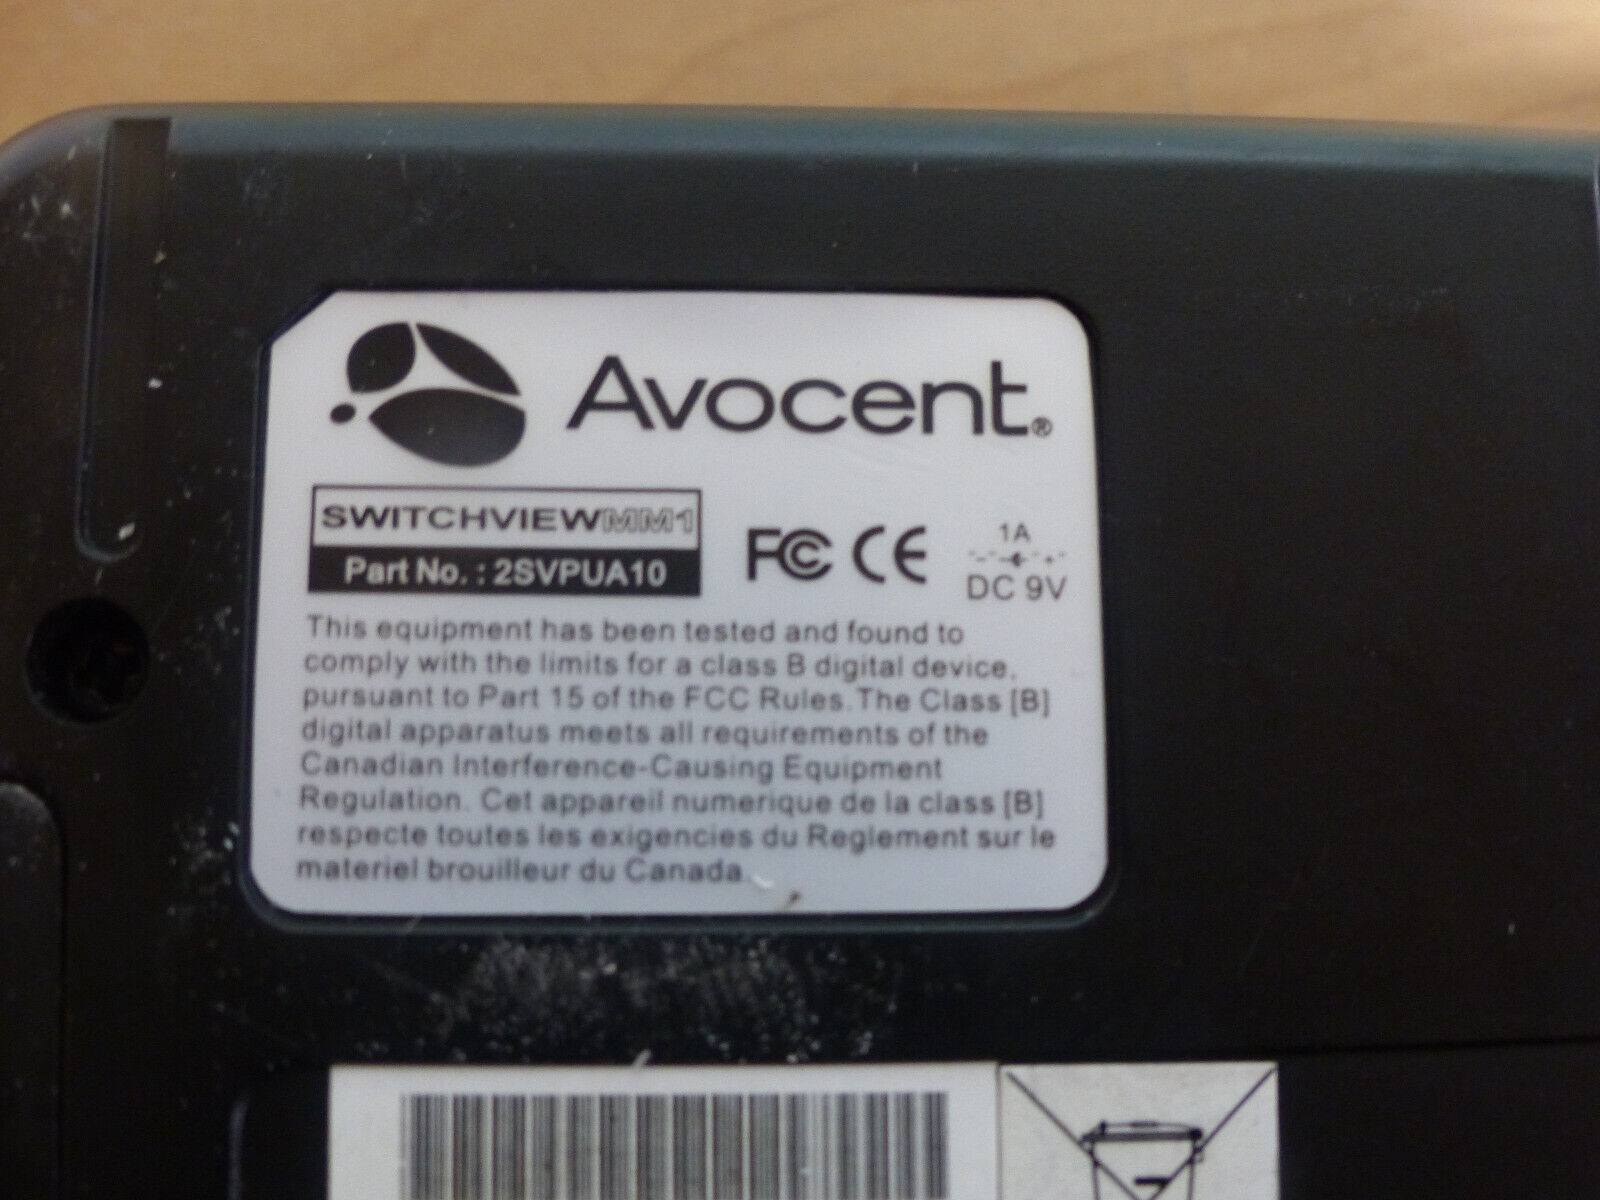 Avocent®
SWITCHVIEWMM1
Part No. : 2SVPUA10
FCC CE
1A
DC 9V
This equipment has been tested and found to
comply with the limits for a class B digital device,
pursuant to Part 15 of the FCC Rules. The Class [B]
digital apparatus meets all requirements of the
Canadian Interference-Causing Equipment
Regulation. Cet appareil numerique de la class [B]
respecte toutes les exigencies du Reglement sur le
materiel brouilleur du Canada.